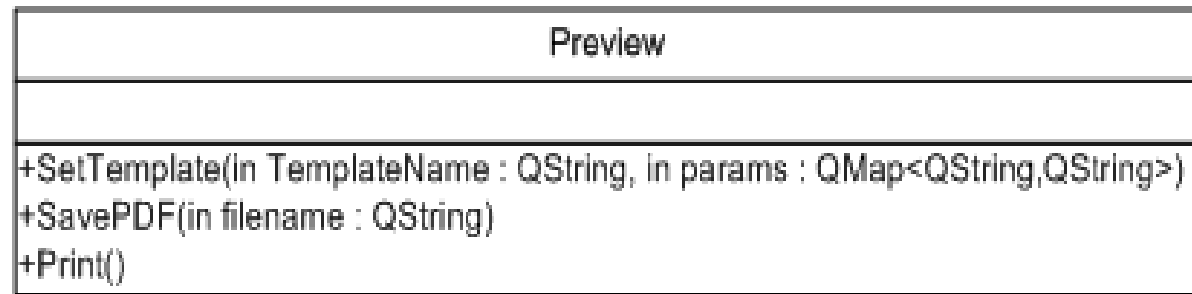 Preview
+SetTemplate(in TemplateName : QString, in params : QMap<QString,QString>)
+SavePDF(in filename : QString)
+Print()